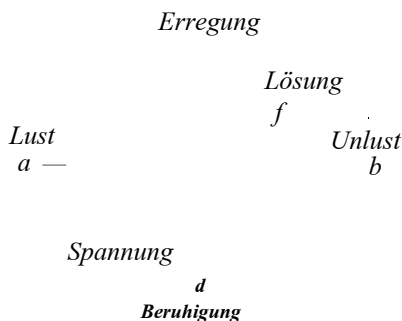 Erregung
Lösung
f
Lust
Unlust
a —
b
Spannung
d
Beruhigung